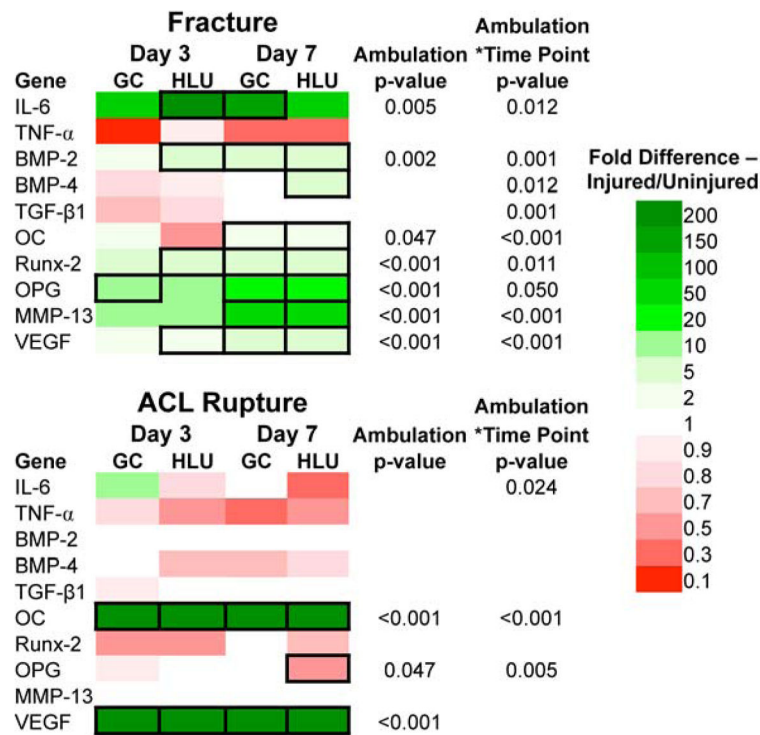 Fracture
Ambulation
Day 3 Day 7 Ambulation *Time Point
Gene GC HLU GC HLU p-value p-value
IL-6 0.005 0.012
TNF-α
BMP-2 0.002 0.001
BMP-4 0.012
TGF-β1 0.001
OC 0.047 <0.001
Runx-2 <0.001 0.011
OPG <0.001 0.050
MMP-13 <0.001 <0.001
VEGF <0.001 <0.001
ACL Rupture
Ambulation
Day 3 Day 7 Ambulation *Time Point
Gene GC HLU GC HLU p-value p-value
IL-6 0.024
TNF-α
BMP-2
BMP-4
TGF-β1
OC <0.001 <0.001
Runx-2
OPG 0.047 0.005
MMP-13
VEGF <0.001
Fold Difference –
Injured/Uninjured
200
150
100
50
20
10
5
2
1
0.9
0.8
0.7
0.5
0.3
0.1